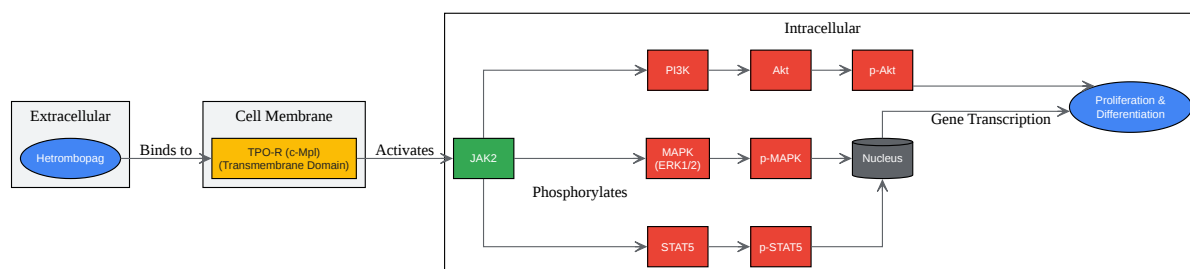 Intracellular
PI3K
Akt
p-Akt
Extracellular
Cell Membrane
Proliferation &
Differentiation
Gene Transcription
Hetrombopag
Binds to
TPO-R (c-Mpl)
(Transmembrane Domain)
Activates
JAK2
MAPK
(ERK1/2)
p-MAPK
Nucleus
Phosphorylates
STAT5
p-STAT5